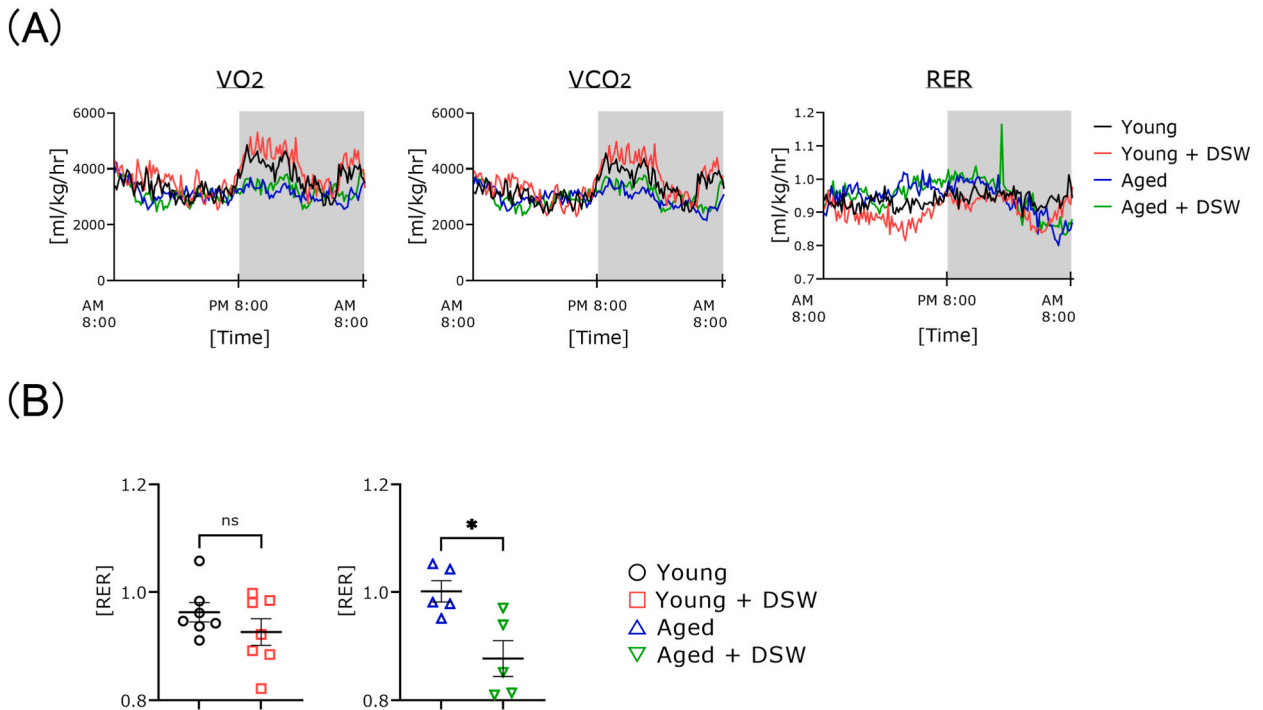 (A)
VO2
VCO2
RER
[ml/kg/hr]
6000
4000
2000
0
AM
8:00
PM 8:00
AM
8:00
[Time]
[ml/kg/hr]
6000
4000
2000
0
AM
8:00
PM 8:00
AM
8:00
[Time]
[ml/kg/hr]
1.2
1.1
1.0
0.9
0.8
0.7
AM
8:00
PM 8:00
AM
8:00
[Time]
Young
Young + DSW
Aged
Aged + DSW
(B)
[RER]
1.2
1.0
0.8
ns
[RER]
1.2
1.0
0.8
*
Young
Young + DSW
Aged
Aged + DSW